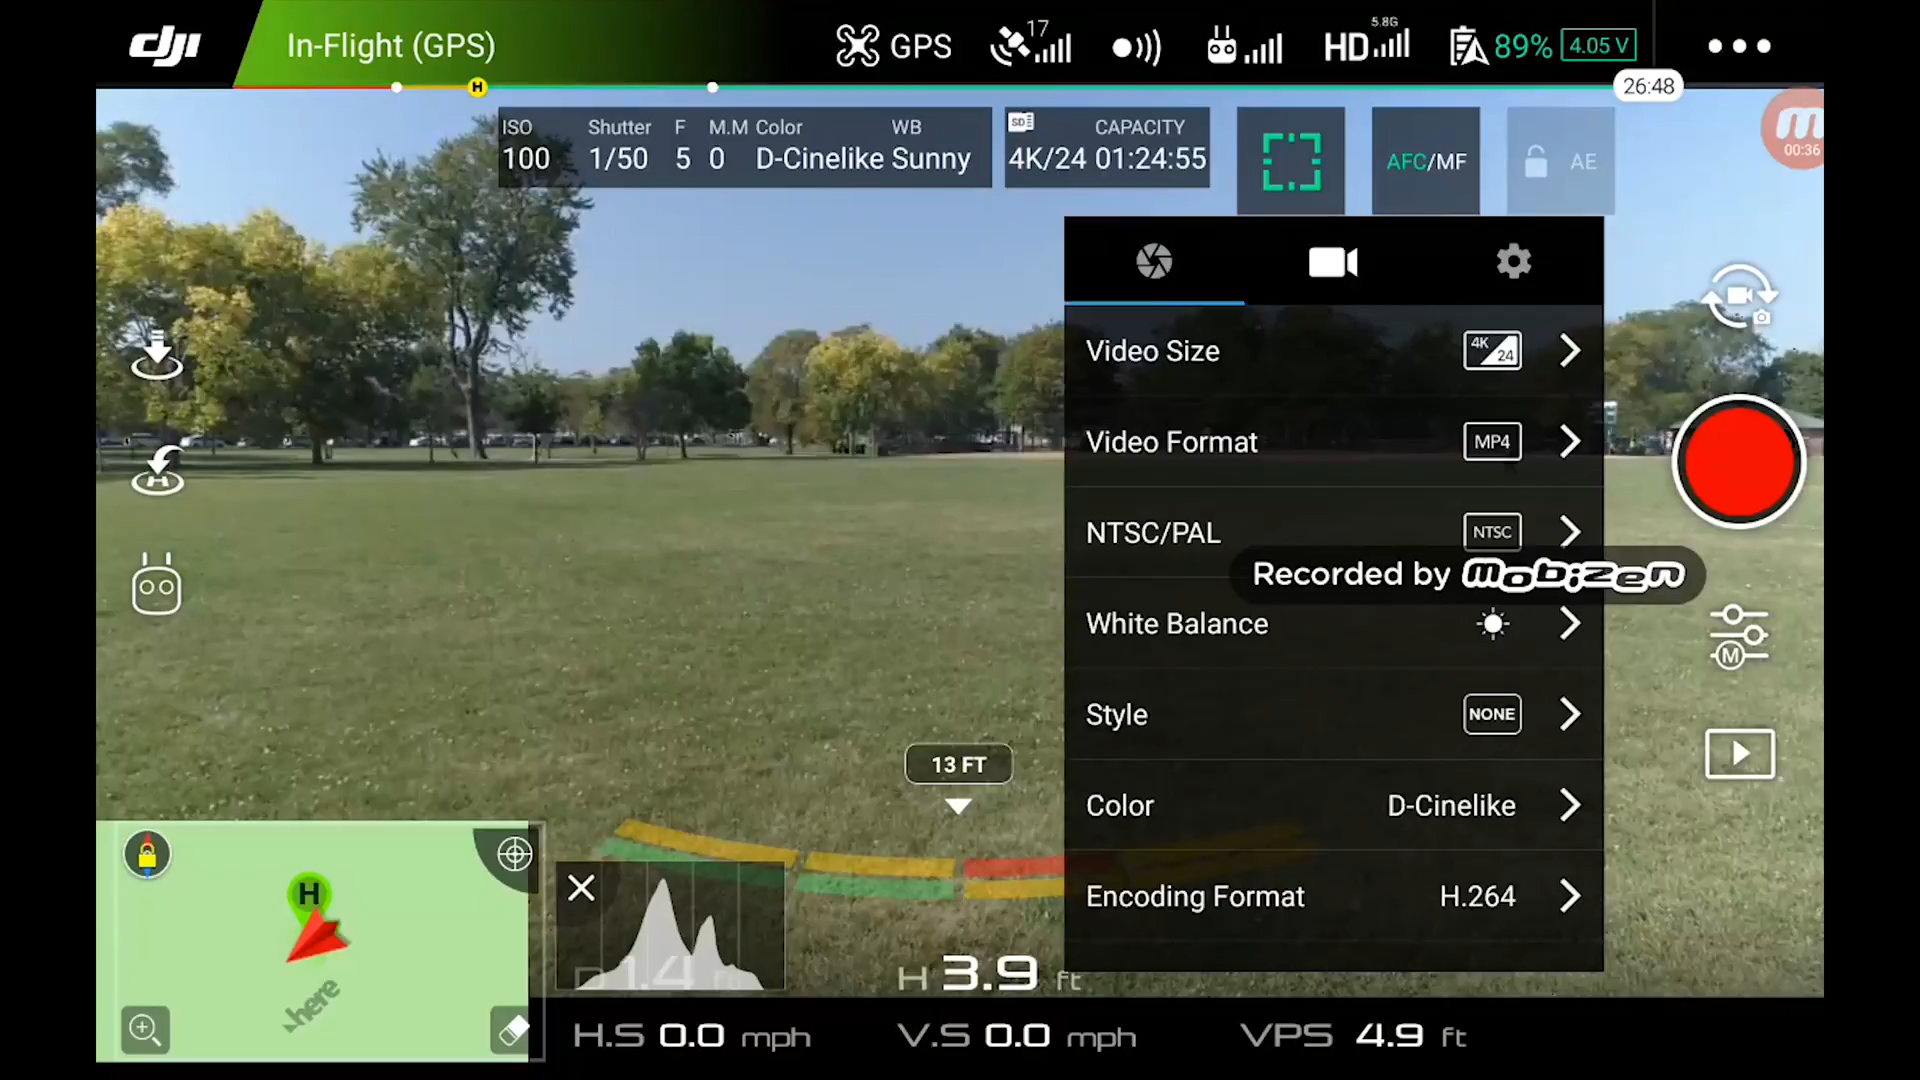 dji In-Flight (GPS) GPS 17 HD 5.8G 89% 4.05 V
26:48
ISO Shutter F M.M Color WB CAPACITY
100 1/50 5 0 D-Cinelike Sunny 4K/24 01:24:55
SD
AFC/MF
AE
00:36
Video Size 4K 24
Video Format MP4
NTSC/PAL NTSC
Recorded by mobizen
White Balance
Style NONE
M
13 FT
Color D-Cinelike
Encoding Format H.264
H
H
here
D 1.4
H 3.9 ft
H.S 0.0 mph V.S 0.0 mph VPS 4.9 ft